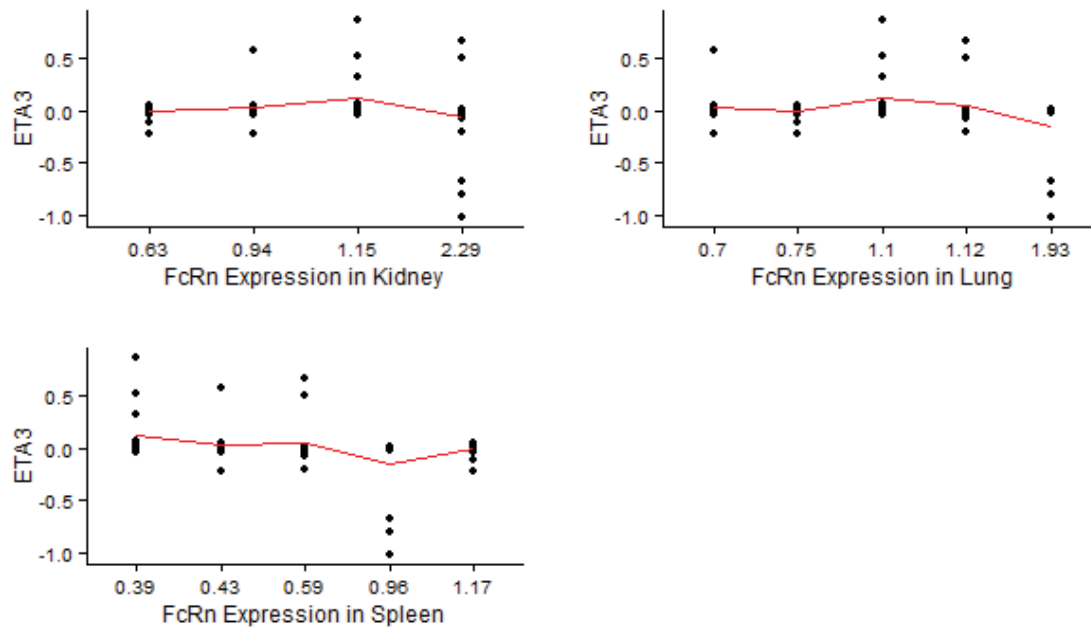 0.5
0.0
-0.5
-1.0
ETA3
0.63 0.94 1.15 2.29
FcRn Expression in Kidney
0.5
0.0
-0.5
-1.0
ETA3
0.7 0.75 1.1 1.12 1.93
FcRn Expression in Lung
0.5
0.0
-0.5
-1.0
ETA3
0.39 0.43 0.59 0.96 1.17
FcRn Expression in Spleen